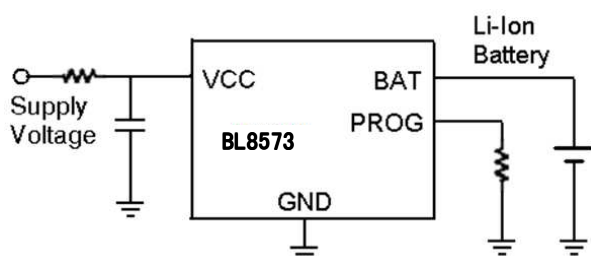 Li-Ion
Battery
VCC
BAT
Supply
Voltage
PROG
BL8573
GND